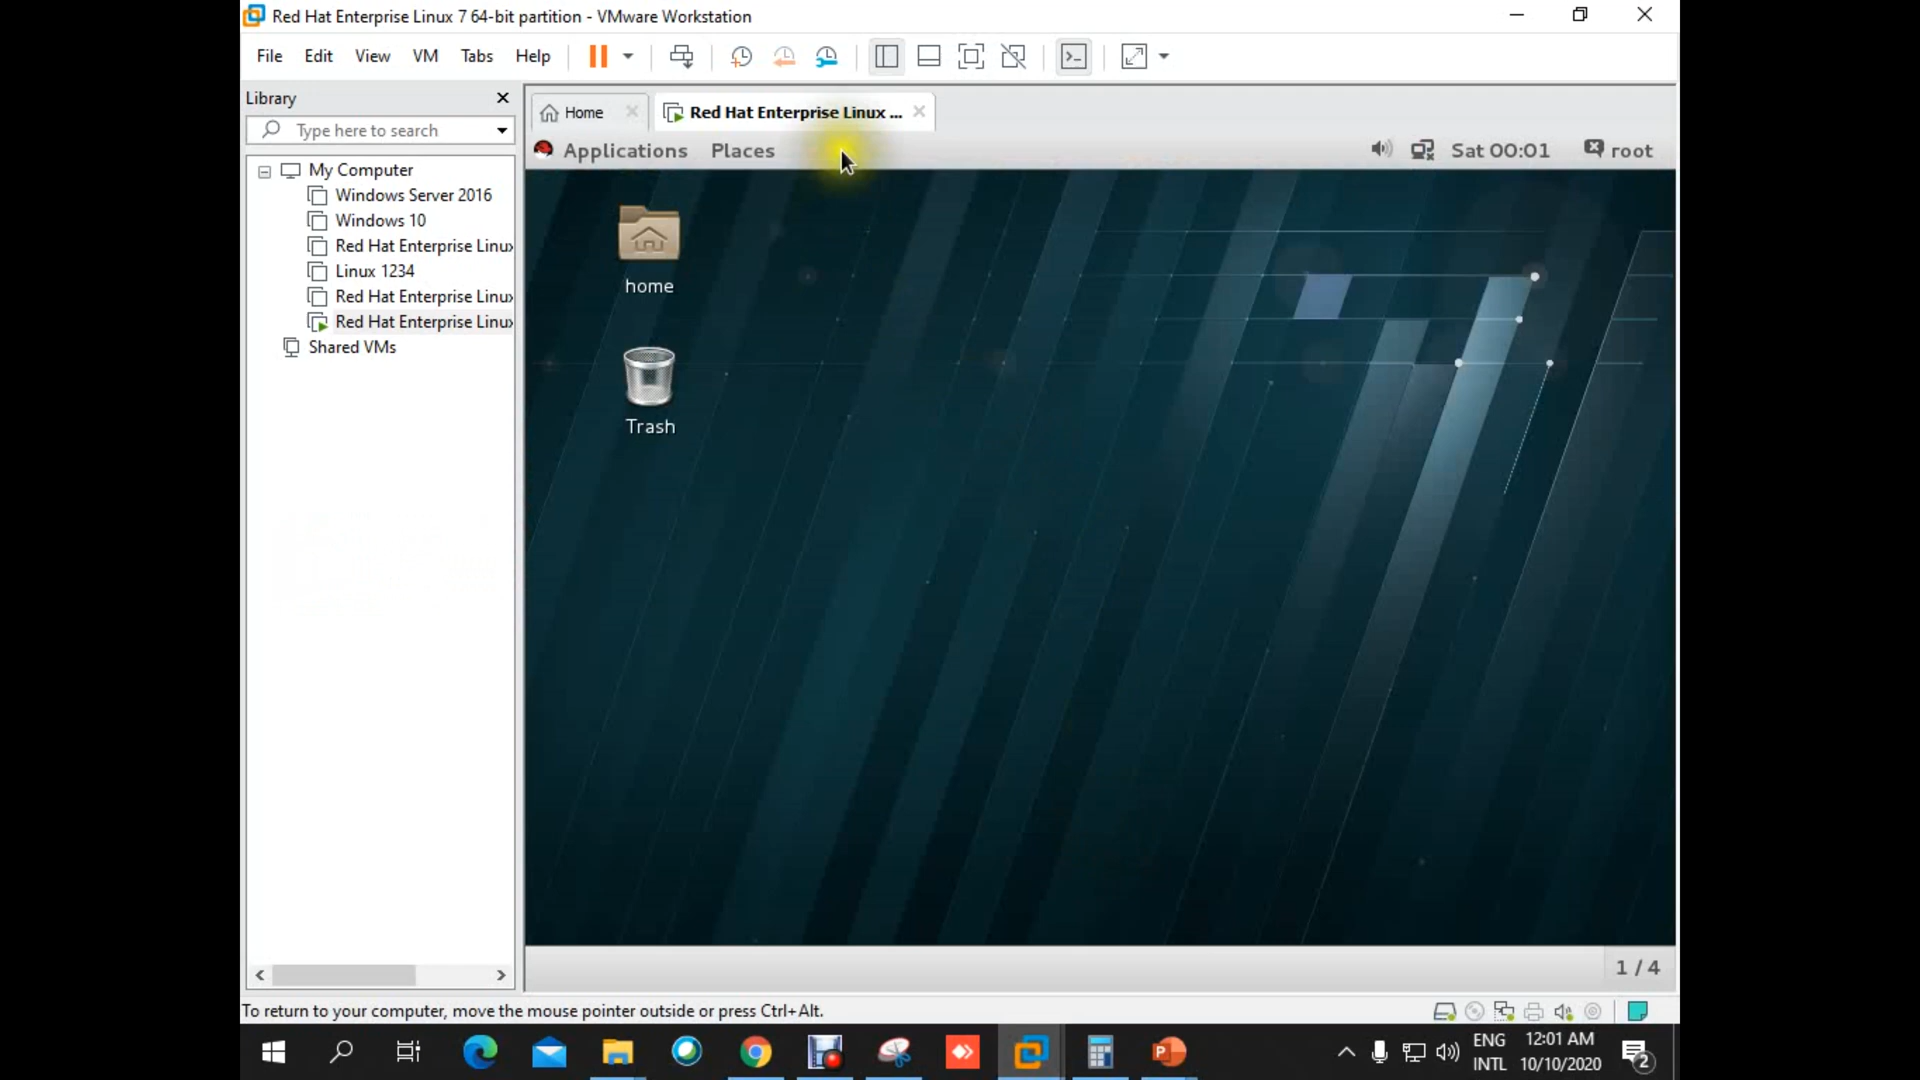 Red Hat Enterprise Linux 7 64-bit partition - VMware Workstation
File Edit View VM Tabs Help
Library
Type here to search
Home
Red Hat Enterprise Linux ...
Applications Places
Sat 00:01
root
My Computer
Windows Server 2016
Windows 10
Red Hat Enterprise Linux
Linux 1234
Red Hat Enterprise Linux
Red Hat Enterprise Linux
Shared VMs
home
Trash
1 / 4
To return to your computer, move the mouse pointer outside or press Ctrl+Alt.
ENG
INTL
12:01 AM
10/10/2020
2